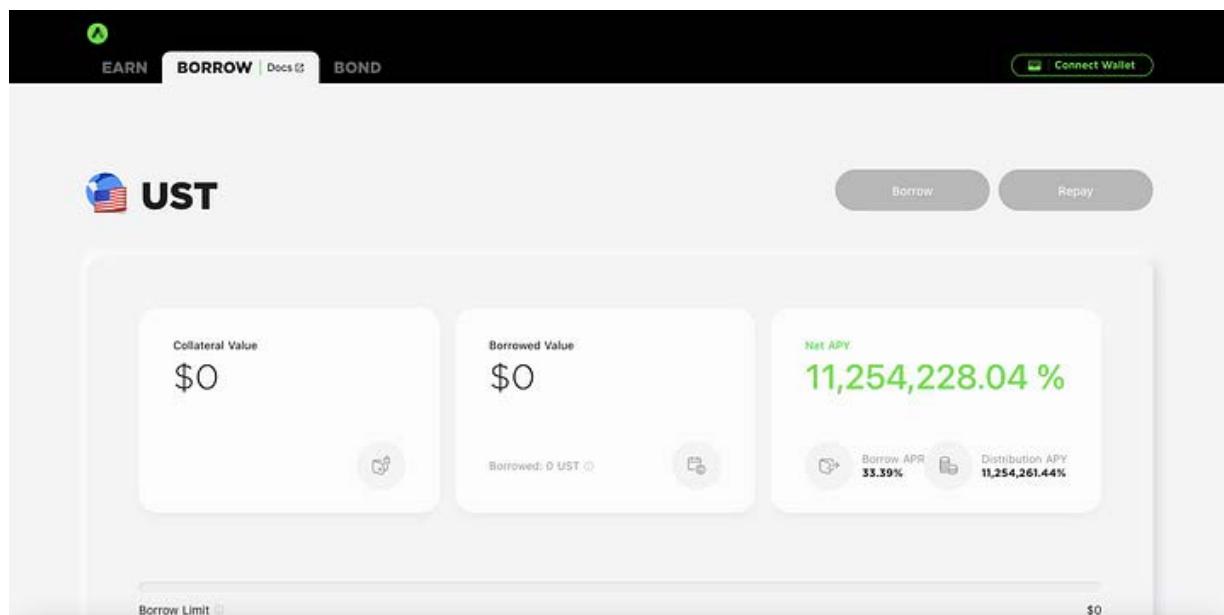 EARN BORROW Docs BOND Connect Wallet
UST Borrow Repay
Collateral Value Borrowed Value Net APY
$0 $0 11,254,228.04 %
Borrowed: 0 UST Borrow APR 33.39% Distribution APY 11,254,261.44%
Borrow Limit $0